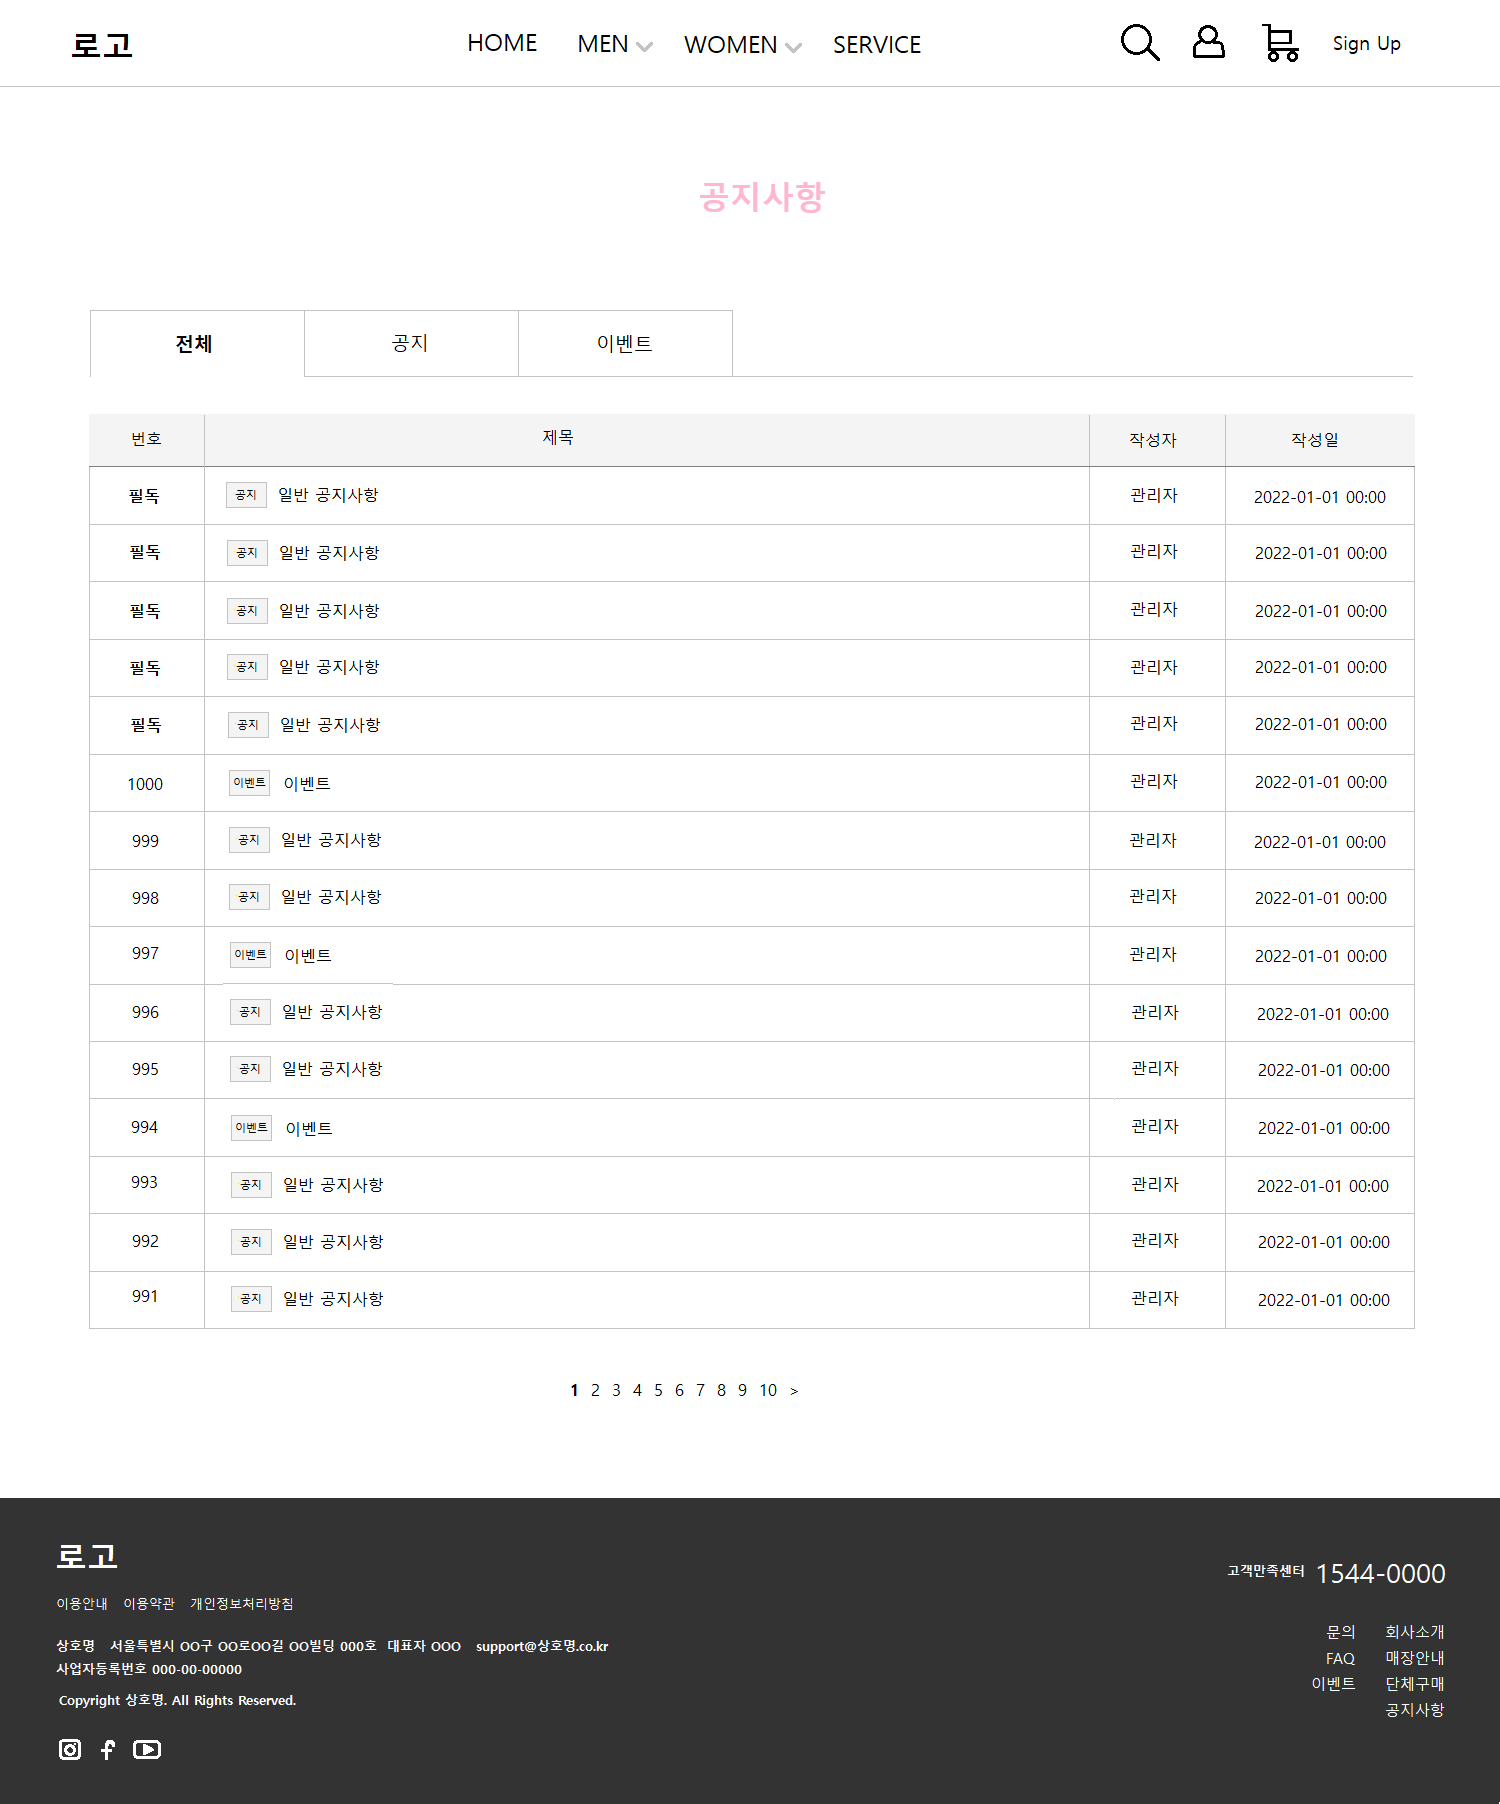 로고 HOME MEN WOMEN SERVICE Sign Up
공지사항
전체 공지 이벤트
번호 제목 작성자 작성일
필독 공지 일반 공지사항 관리자 2022-01-01 00:00
필독 공지 일반 공지사항 관리자 2022-01-01 00:00
필독 공지 일반 공지사항 관리자 2022-01-01 00:00
필독 공지 일반 공지사항 관리자 2022-01-01 00:00
필독 공지 일반 공지사항 관리자 2022-01-01 00:00
1000 이벤트 이벤트 관리자 2022-01-01 00:00
999 공지 일반 공지사항 관리자 2022-01-01 00:00
998 공지 일반 공지사항 관리자 2022-01-01 00:00
997 이벤트 이벤트 관리자 2022-01-01 00:00
996 공지 일반 공지사항 관리자 2022-01-01 00:00
995 공지 일반 공지사항 관리자 2022-01-01 00:00
994 이벤트 이벤트 관리자 2022-01-01 00:00
993 공지 일반 공지사항 관리자 2022-01-01 00:00
992 공지 일반 공지사항 관리자 2022-01-01 00:00
991 공지 일반 공지사항 관리자 2022-01-01 00:00
1 2 3 4 5 6 7 8 9 10 >
로고
이용안내 이용약관 개인정보처리방침
상호명 서울특별시 OO구 OO로OO길 OO빌딩 000호 대표자 OOO support@상호명.co.kr
사업자등록번호 000-00-00000
Copyright 상호명. All Rights Reserved.
고객만족센터 1544-0000
문의 회사소개
FAQ 매장안내
이벤트 단체구매
공지사항